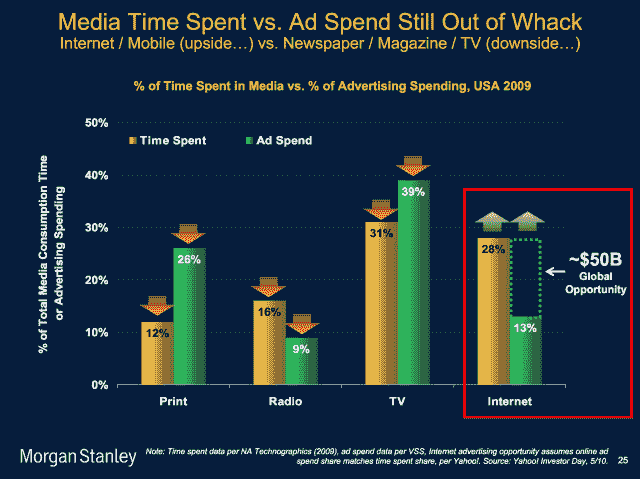 Media Time Spent vs. Ad Spend Still Out of Whack
Internet / Mobile (upside…) vs. Newspaper / Magazine / TV (downside…)
% of Time Spent in Media vs. % of Advertising Spending, USA 2009
% of Total Media Consumption Time
or Advertising Spending
50%
40%
30%
20%
10%
0%
Time Spent
Ad Spend
12%
26%
16%
9%
31%
39%
28%
13%
~$50B
Global
Opportunity
Print
Radio
TV
Internet
MorganStanley
Note: Time spent data per NA Technographics (2009), ad spend data per VSS, Internet advertising opportunity assumes online ad
spend share matches time spent share, per Yahoo!. Source: Yahoo! Investor Day, 5/10.
25